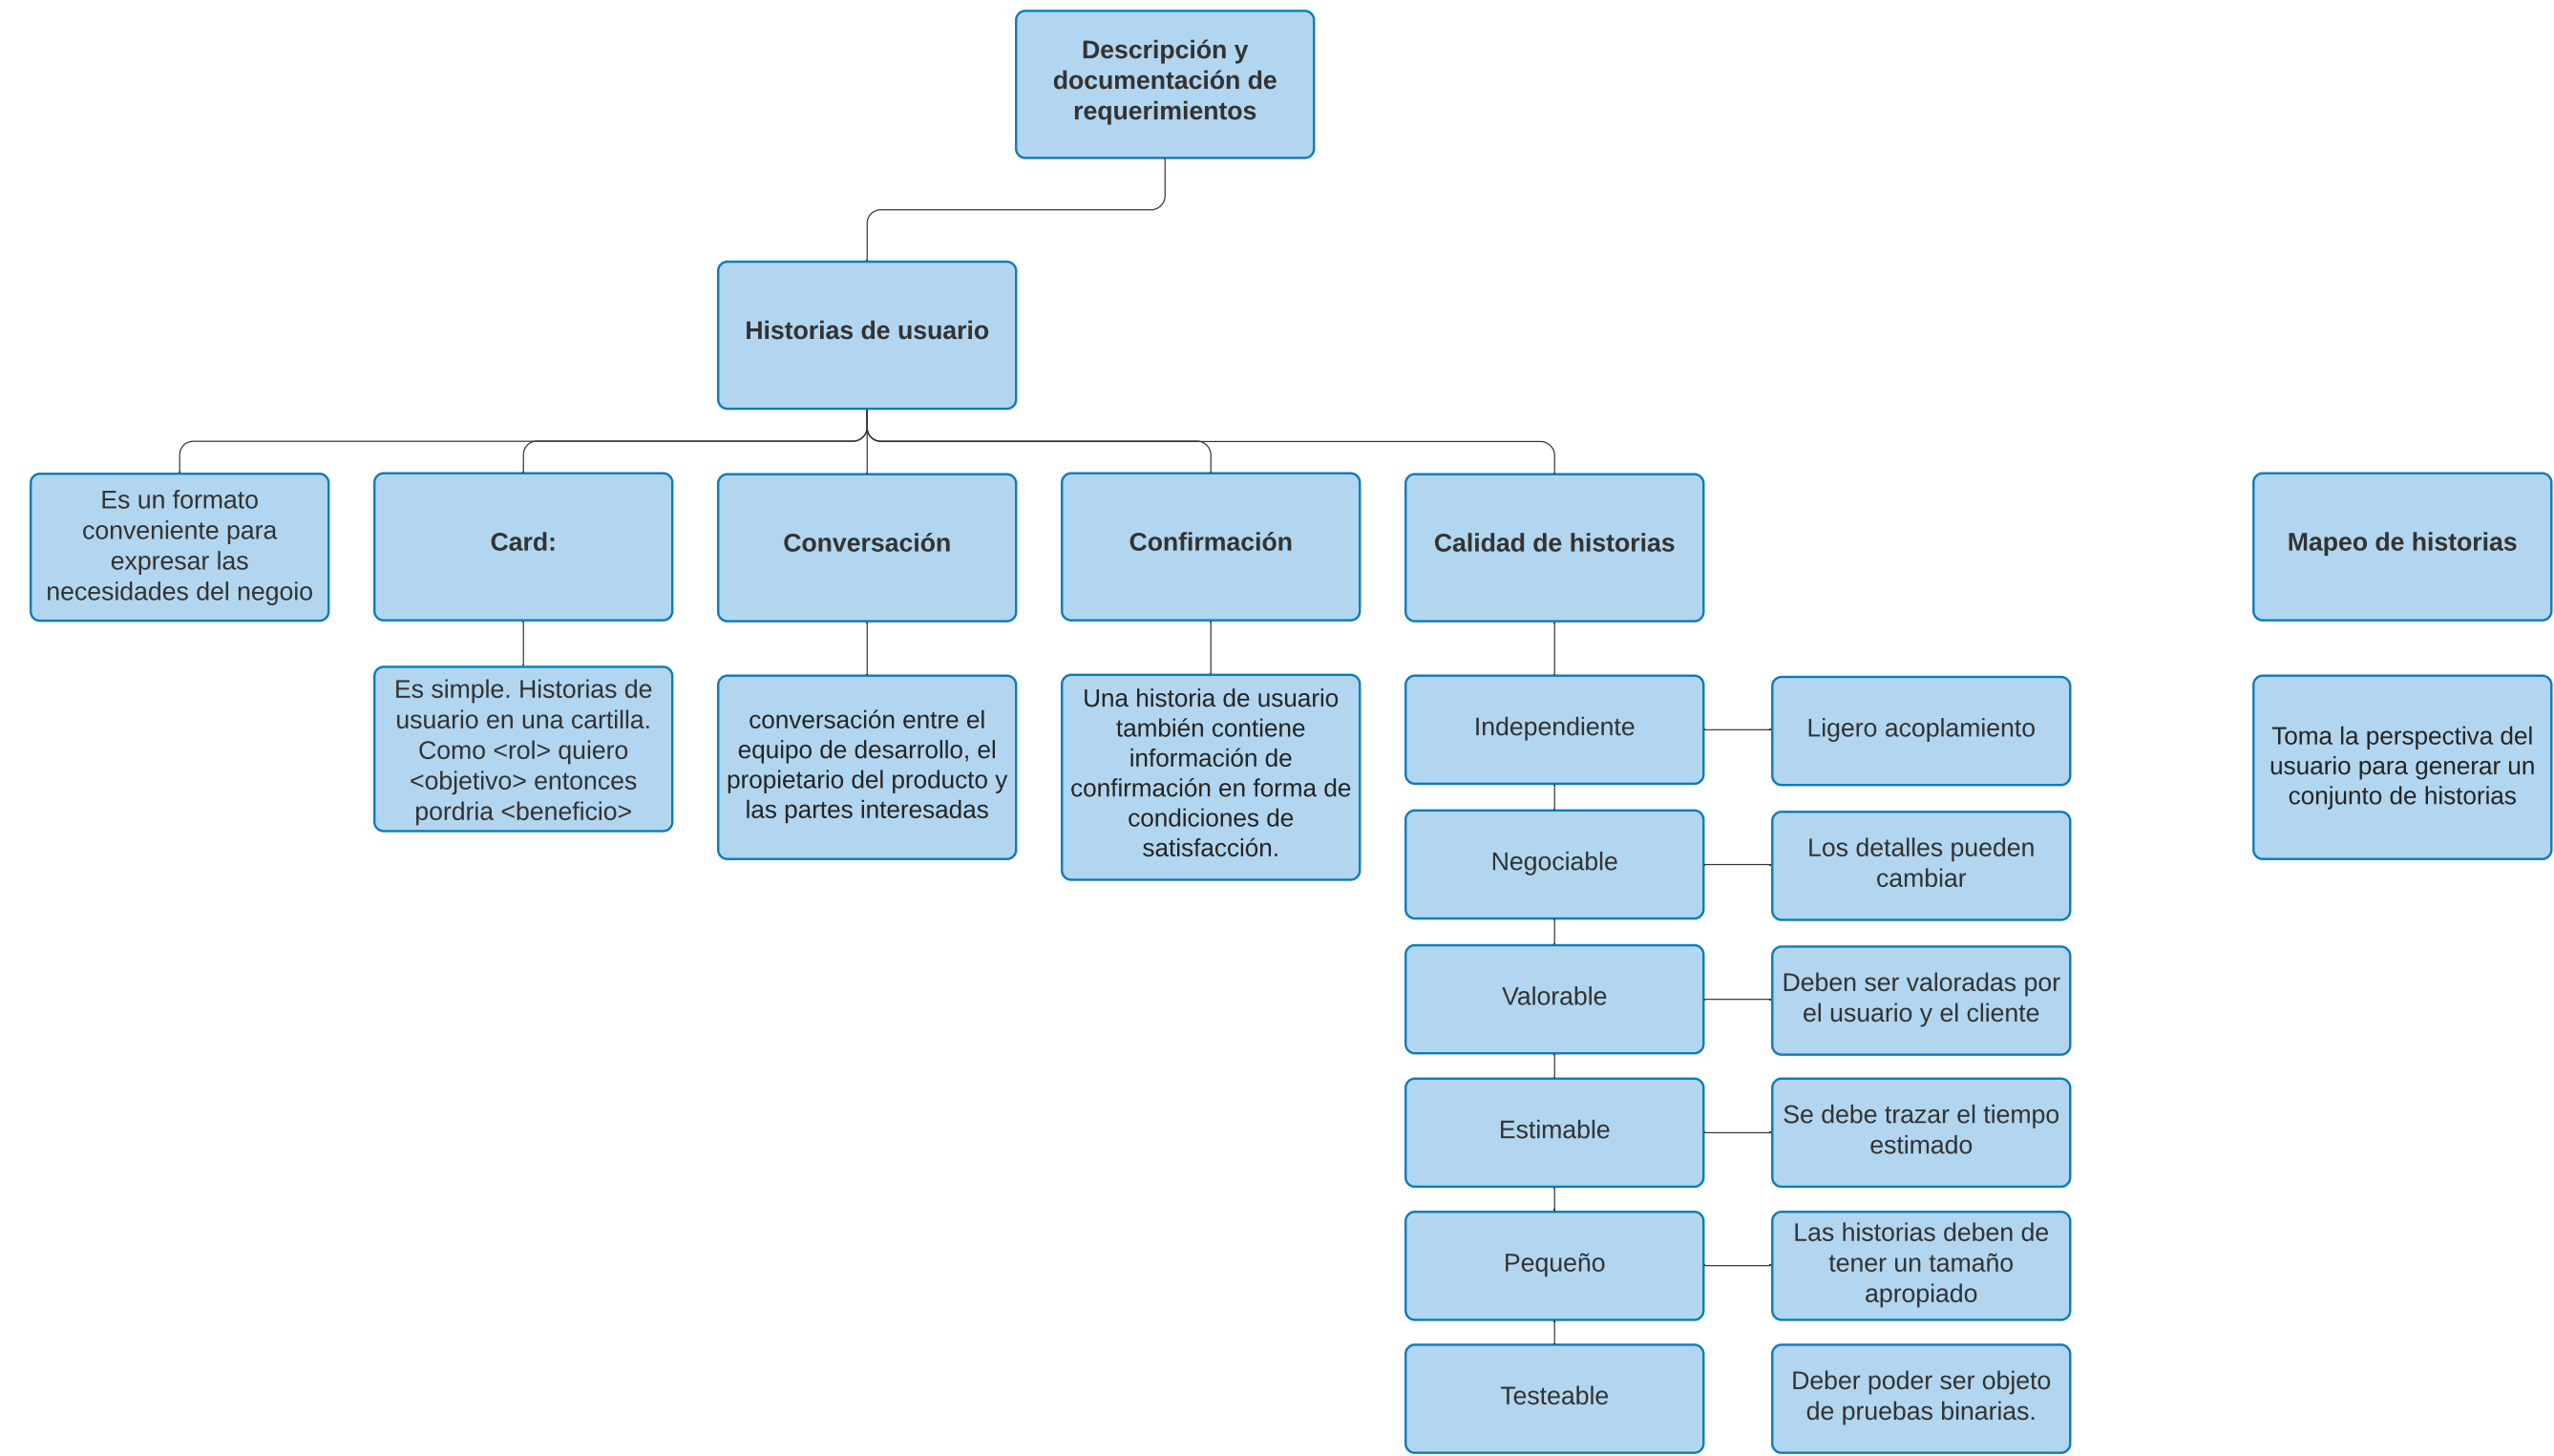 Descripción y
documentación de
requerimientos
Historias de usuario
Es un formato
conveniente para
expresar las
necesidades del negoio
Card:
Conversación
Confirmación
Calidad de historias
Mapeo de historias
Es simple. Historias de
usuario en una cartilla.
Como <rol> quiero
<objetivo> entonces
pordria <beneficio>
conversación entre el
equipo de desarrollo, el
propietario del producto y
las partes interesadas
Una historia de usuario
también contiene
información de
confirmación en forma de
condiciones de
satisfacción.
Independiente
Ligero acoplamiento
Toma la perspectiva del
usuario para generar un
conjunto de historias
Negociable
Los detalles pueden
cambiar
Valorable
Deben ser valoradas por
el usuario y el cliente
Estimable
Se debe trazar el tiempo
estimado
Pequeño
Las historias deben de
tener un tamaño
apropiado
Testeable
Deber poder ser objeto
de pruebas binarias.